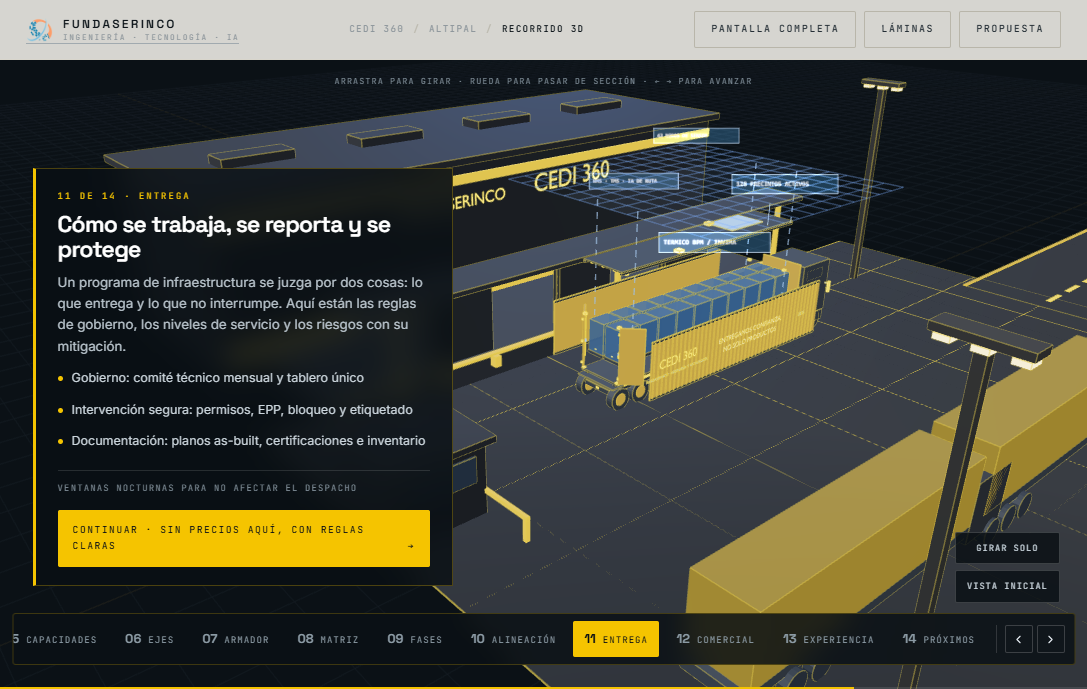 FUNDASERINCO
INGENIERÍA · TECNOLOGÍA · IA
CEDI 360 / ALTIPAL / RECORRIDO 3D
PANTALLA COMPLETA
LÁMINAS
PROPUESTA
ARRASTRA PARA GIRAR · RUEDA PARA PASAR DE SECCIÓN · ← → PARA AVANZAR
SERINCO
CEDI 360
120 PRECINTOS ACTIVOS
TERMICO BPM / INVIMA
CEDI 360
11 DE 14 · ENTREGA
Cómo se trabaja, se reporta y se
protege
Un programa de infraestructura se juzga por dos cosas: lo
que entrega y lo que no interrumpe. Aquí están las reglas
de gobierno, los niveles de servicio y los riesgos con su
mitigación.
Gobierno: comité técnico mensual y tablero único
Intervención segura: permisos, EPP, bloqueo y etiquetado
Documentación: planos as-built, certificaciones e inventario
VENTANAS NOCTURNAS PARA NO AFECTAR EL DESPACHO
CONTINUAR · SIN PRECIOS AQUÍ, CON REGLAS
CLARAS →
GIRAR SOLO
VISTA INICIAL
5 CAPACIDADES
06 EJES
07 ARMADOR
08 MATRIZ
09 FASES
10 ALINEACIÓN
11 ENTREGA
12 COMERCIAL
13 EXPERIENCIA
14 PRÓXIMOS